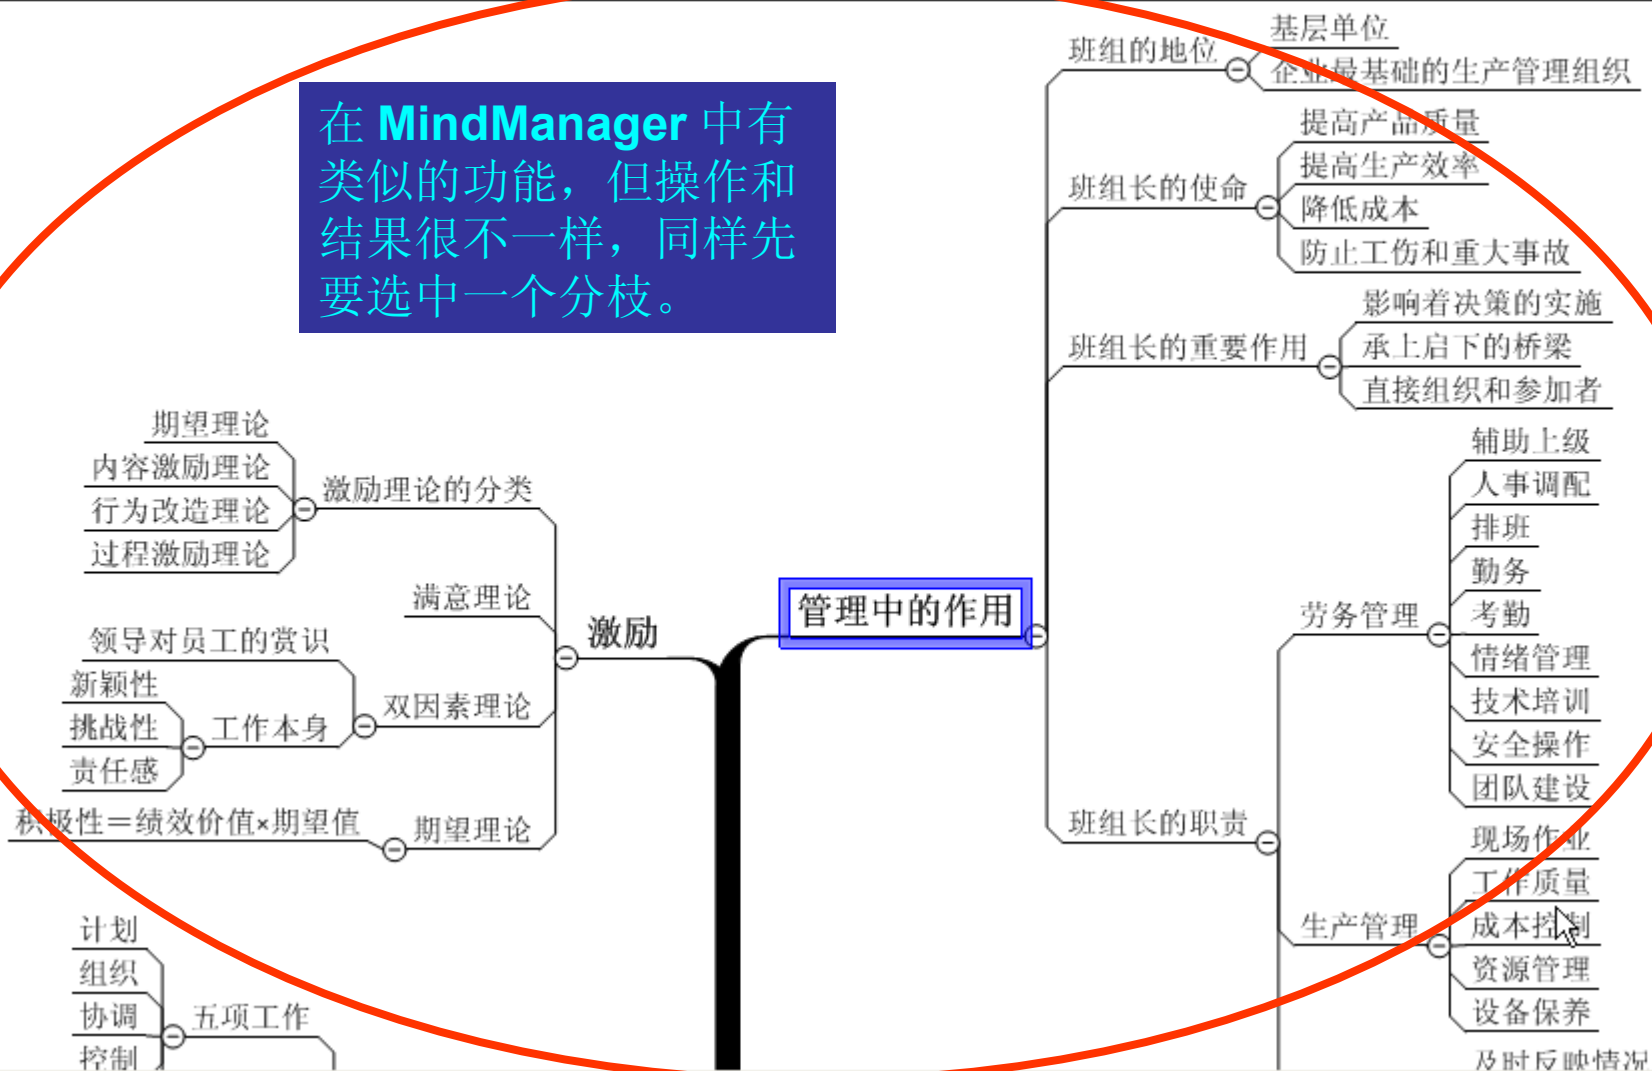 在 MindManager 中有
类似的功能，但操作和
结果很不一样，同样先
要选中一个分枝。
期望理论
内容激励理论
行为改造理论
过程激励理论
激励理论的分类
满意理论
领导对员工的赏识
新颖性
挑战性
责任感
工作本身
双因素理论
积极性＝绩效价值×期望值
期望理论
激励
计划
组织
协调
控制
五项工作
管理中的作用
班组的地位
基层单位
企业最基础的生产管理组织
班组长的使命
提高产品质量
提高生产效率
降低成本
防止工伤和重大事故
班组长的重要作用
影响着决策的实施
承上启下的桥梁
直接组织和参加者
班组长的职责
劳务管理
辅助上级
人事调配
排班
勤务
考勤
情绪管理
技术培训
安全操作
团队建设
生产管理
现场作业
工作质量
成本控制
资源管理
设备保养
及时反映情况